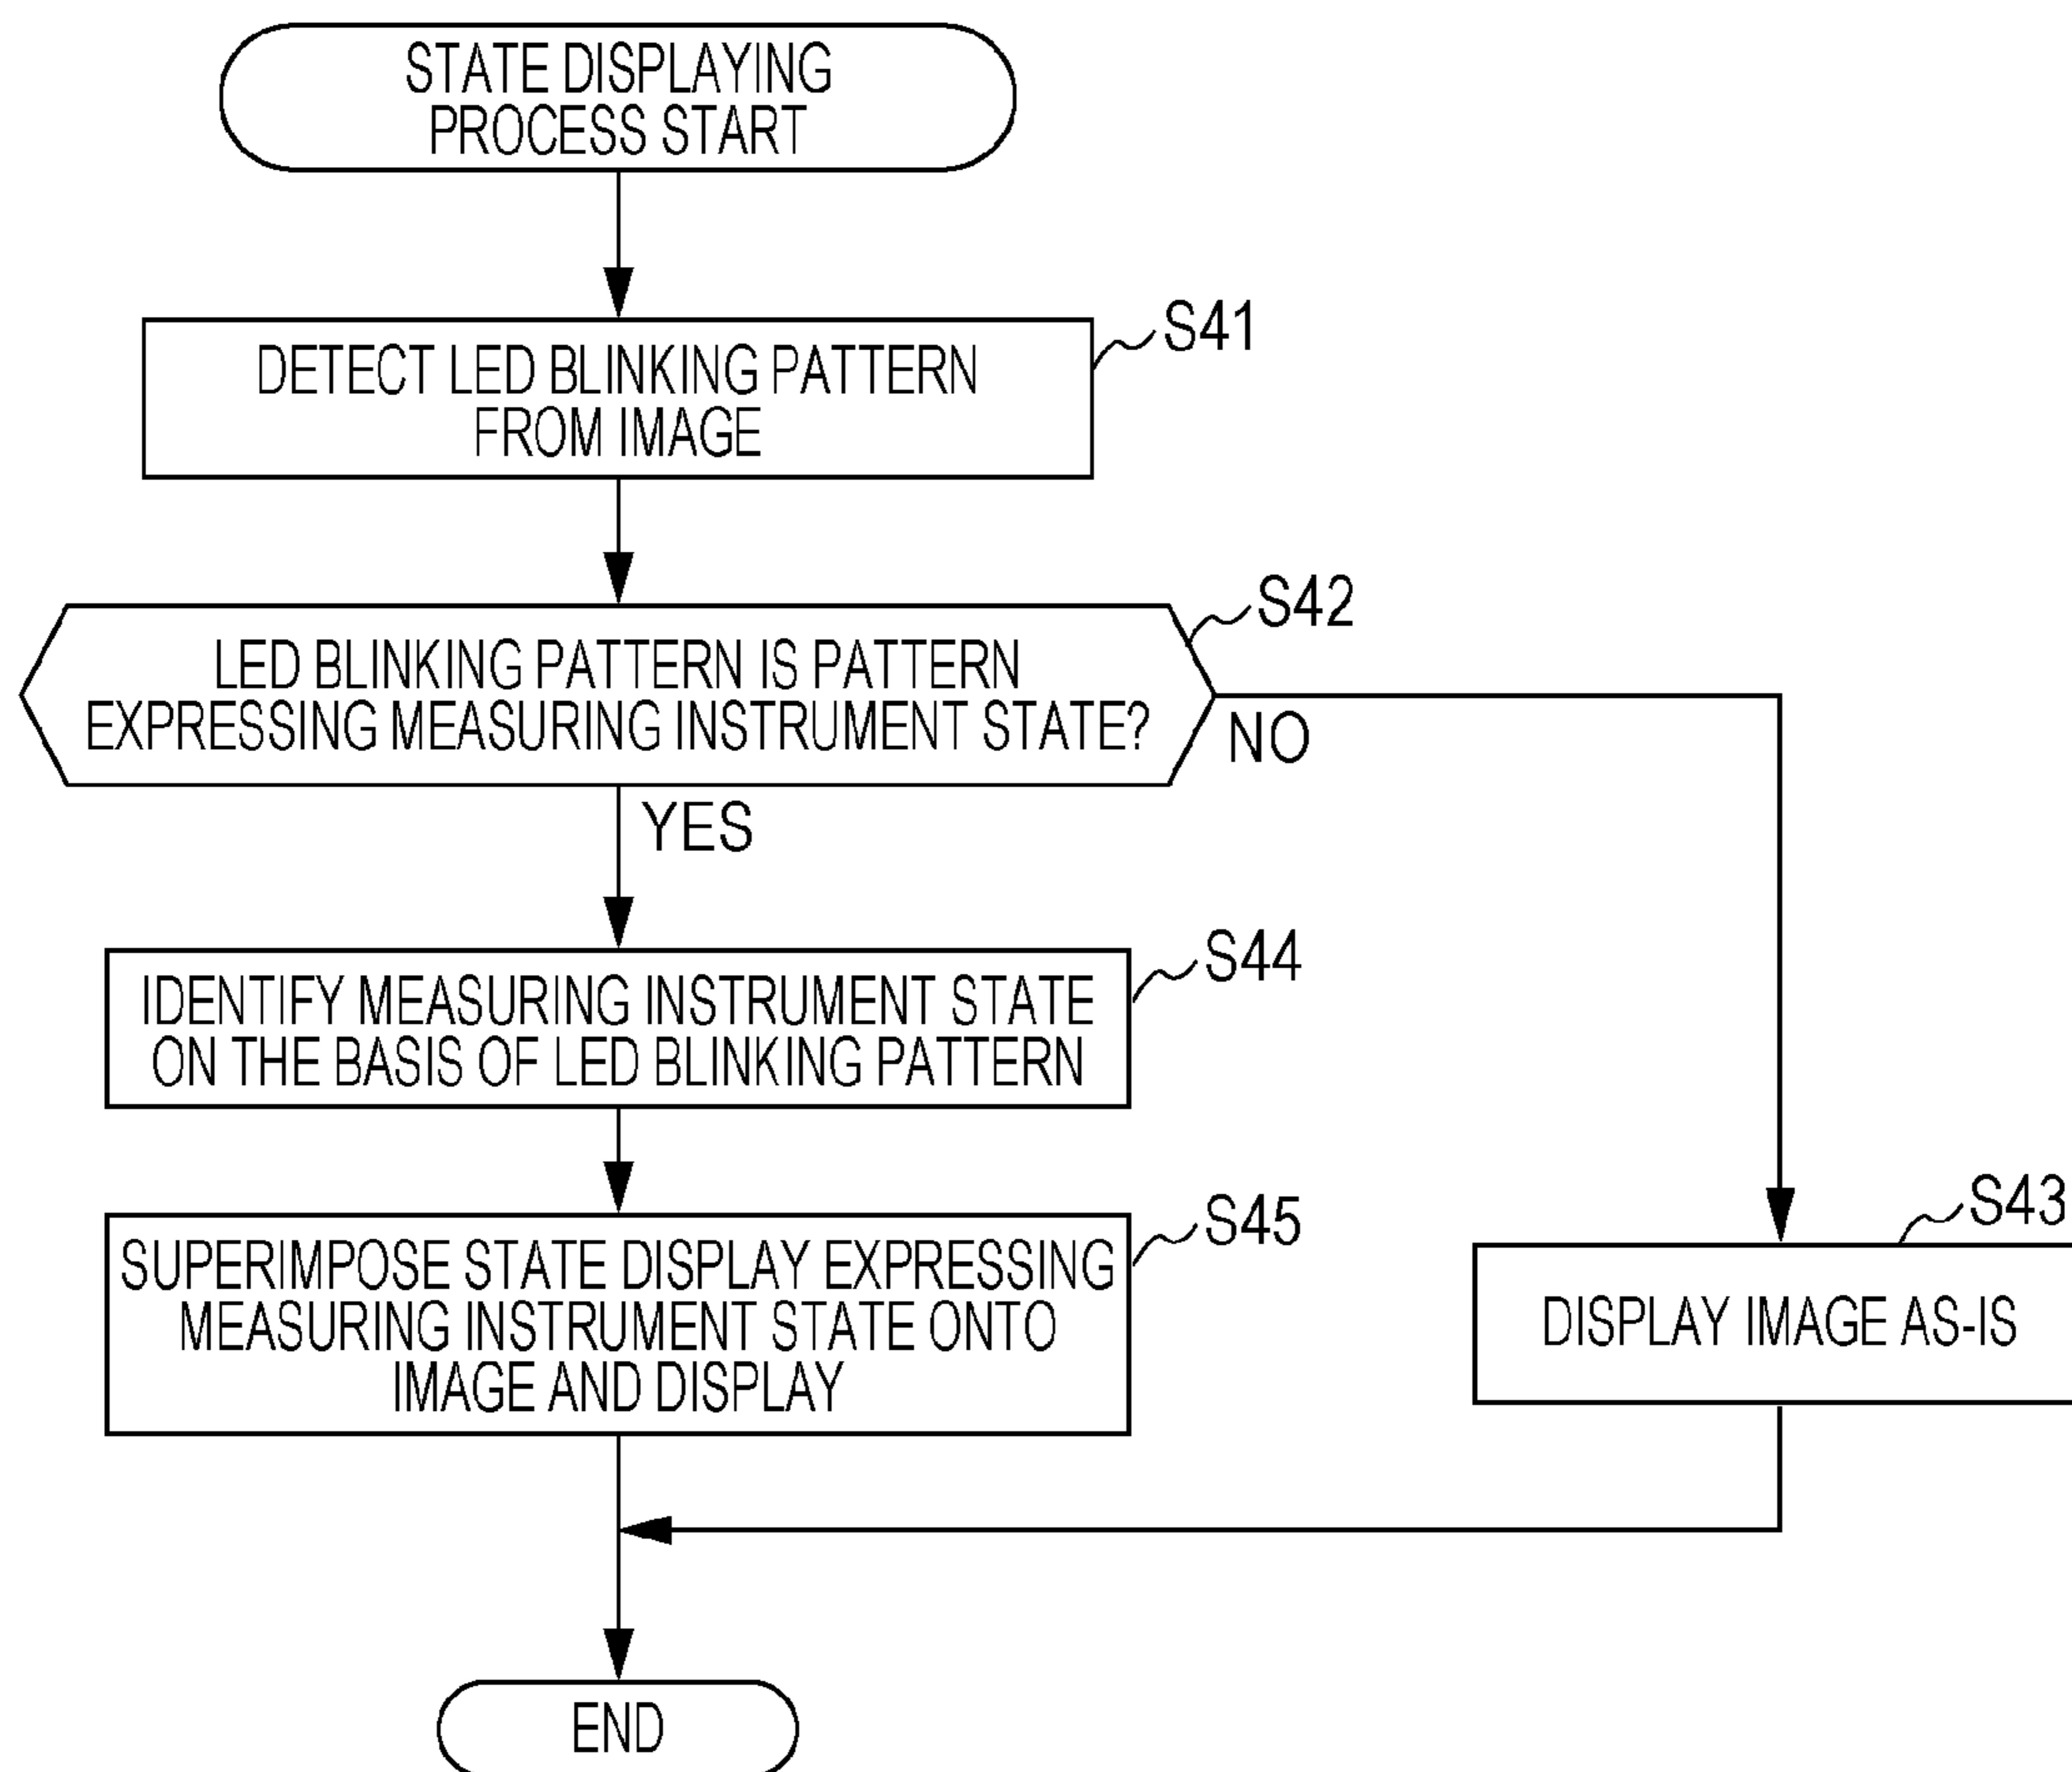 STATE DISPLAYING
PROCESS START
S41
DETECT LED BLINKING PATTERN
FROM IMAGE
S42
LED BLINKING PATTERN IS PATTERN
EXPRESSING MEASURING INSTRUMENT STATE?
NO
YES
S44
IDENTIFY MEASURING INSTRUMENT STATE
ON THE BASIS OF LED BLINKING PATTERN
S45
SUPERIMPOSE STATE DISPLAY EXPRESSING
MEASURING INSTRUMENT STATE ONTO
IMAGE AND DISPLAY
S43
DISPLAY IMAGE AS-IS
END